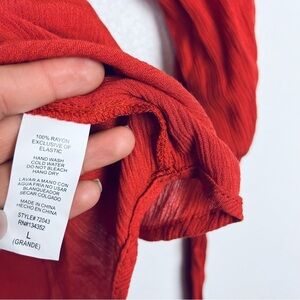 100% RAYON
EXCLUSIVE OF
ELASTIC
HAND WASH
COLD WATER
DO NOT BLEACH
HANG DRY
LAVAR A MANO CON
AGUA FRIA NO USAR
BLANQUEADOR
SECAR COLGADO
MADE IN CHINA
HECHO EN CHINA
STYLE# 72043
RN#134352
L
(GRANDE)